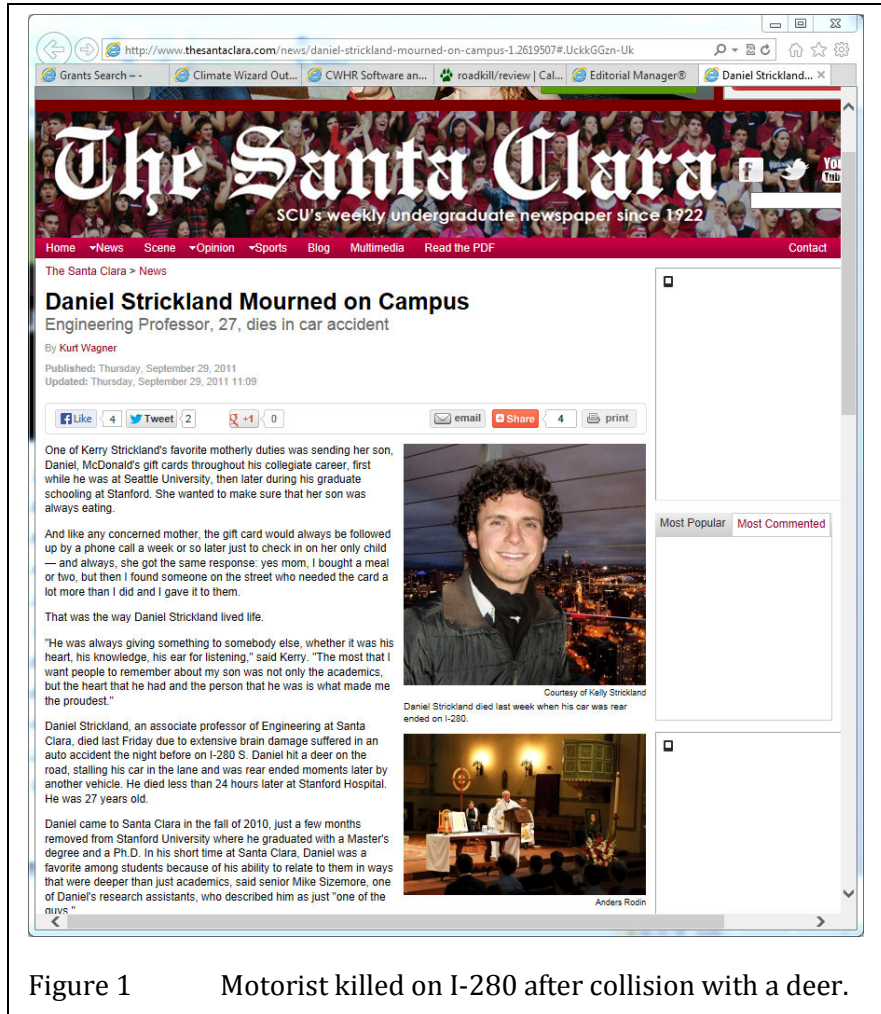 http://www.thesantaclara.com/news/daniel-strickland-mourned-on-campus-1.2619507#.UckkGGzn-Uk
Grants Search – -
Climate Wizard Out...
CWHR Software an...
roadkill/review | Cal...
Editorial Manager®
Daniel Strickland...
The Santa Clara
SCU's weekly undergraduate newspaper since 1922
You
Tub
Home News Scene Opinion Sports Blog Multimedia Read the PDF Contact
The Santa Clara > News
Daniel Strickland Mourned on Campus
Engineering Professor, 27, dies in car accident
By Kurt Wagner
Published: Thursday, September 29, 2011
Updated: Thursday, September 29, 2011 11:09
Like 4 Tweet 2 +1 0 email Share 4 print
One of Kerry Strickland's favorite motherly duties was sending her son,
Daniel, McDonald's gift cards throughout his collegiate career, first
while he was at Seattle University, then later during his graduate
schooling at Stanford. She wanted to make sure that her son was
always eating.
And like any concerned mother, the gift card would always be followed
up by a phone call a week or so later just to check in on her only child
— and always, she got the same response: yes mom, I bought a meal
or two, but then I found someone on the street who needed the card a
lot more than I did and I gave it to them.
That was the way Daniel Strickland lived life.
"He was always giving something to somebody else, whether it was his
heart, his knowledge, his ear for listening," said Kerry. "The most that I
want people to remember about my son was not only the academics,
but the heart that he had and the person that he was is what made me
the proudest."
Daniel Strickland, an associate professor of Engineering at Santa
Clara, died last Friday due to extensive brain damage suffered in an
auto accident the night before on I-280 S. Daniel hit a deer on the
road, stalling his car in the lane and was rear ended moments later by
another vehicle. He died less than 24 hours later at Stanford Hospital.
He was 27 years old.
Daniel came to Santa Clara in the fall of 2010, just a few months
removed from Stanford University where he graduated with a Master's
degree and a Ph.D. In his short time at Santa Clara, Daniel was a
favorite among students because of his ability to relate to them in ways
that were deeper than just academics, said senior Mike Sizemore, one
of Daniel's research assistants, who described him as just "one of the
guys."
Courtesy of Kelly Strickland
Daniel Strickland died last week when his car was rear
ended on I-280.
Anders Rodin
Most Popular Most Commented
Figure 1 Motorist killed on I-280 after collision with a deer.